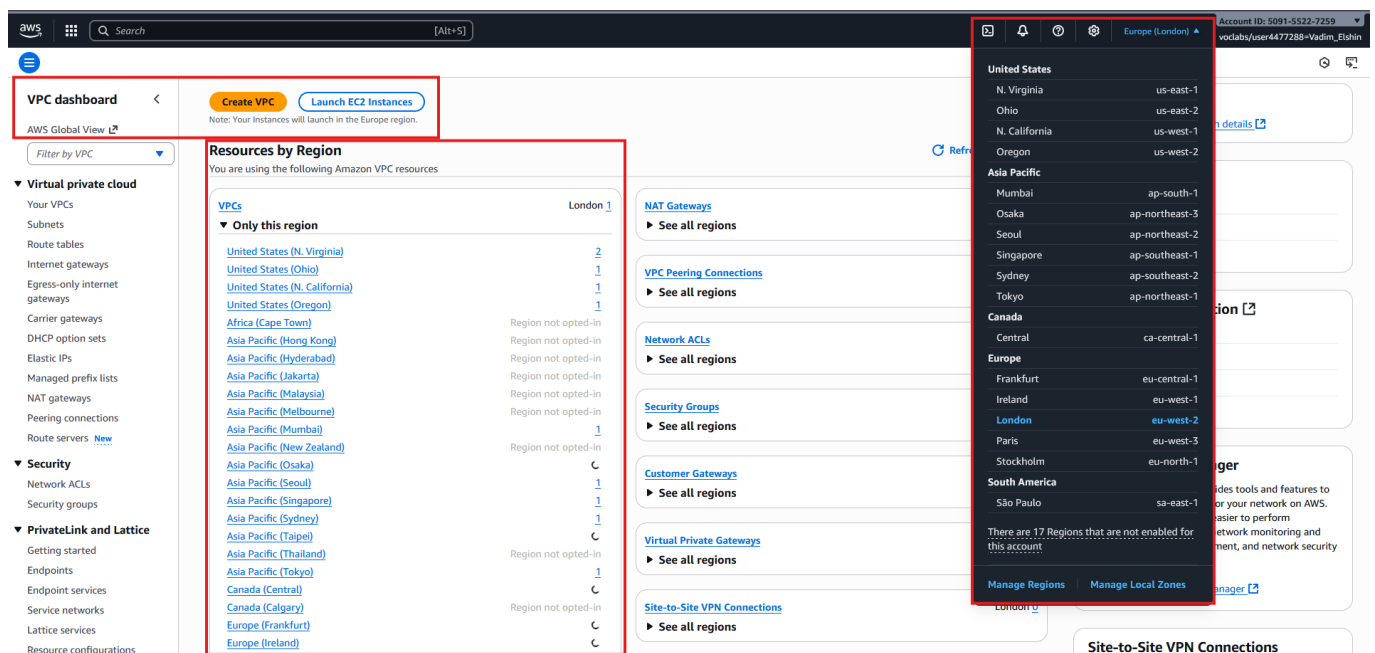 aws
Search
[Alt+S]
Europe (London)
Account ID: 5091-5522-7259
voclabs/user4477288=Vadim_Elshin
VPC dashboard
AWS Global View
Filter by VPC
Virtual private cloud
Your VPCs
Subnets
Route tables
Internet gateways
Egress-only internet
gateways
Carrier gateways
DHCP option sets
Elastic IPs
Managed prefix lists
NAT gateways
Peering connections
Route servers New
Security
Network ACLs
Security groups
PrivateLink and Lattice
Getting started
Endpoints
Endpoint services
Service networks
Lattice services
Resource configurations
Create VPC
Launch EC2 Instances
Note: Your Instances will launch in the Europe region.
Resources by Region
You are using the following Amazon VPC resources
Refre
VPCs London 1
Only this region
United States (N. Virginia) 2
United States (Ohio) 1
United States (N. California) 1
United States (Oregon) 1
Africa (Cape Town) Region not opted-in
Asia Pacific (Hong Kong) Region not opted-in
Asia Pacific (Hyderabad) Region not opted-in
Asia Pacific (Jakarta) Region not opted-in
Asia Pacific (Malaysia) Region not opted-in
Asia Pacific (Melbourne) Region not opted-in
Asia Pacific (Mumbai) 1
Asia Pacific (New Zealand) Region not opted-in
Asia Pacific (Osaka)
Asia Pacific (Seoul) 1
Asia Pacific (Singapore) 1
Asia Pacific (Sydney) 1
Asia Pacific (Taipei)
Asia Pacific (Thailand) Region not opted-in
Asia Pacific (Tokyo) 1
Canada (Central)
Canada (Calgary) Region not opted-in
Europe (Frankfurt)
Europe (Ireland)
NAT Gateways
See all regions
VPC Peering Connections
See all regions
Network ACLs
See all regions
Security Groups
See all regions
Customer Gateways
See all regions
Virtual Private Gateways
See all regions
Site-to-Site VPN Connections London 0
See all regions
United States
N. Virginia us-east-1
Ohio us-east-2
N. California us-west-1
Oregon us-west-2
Asia Pacific
Mumbai ap-south-1
Osaka ap-northeast-3
Seoul ap-northeast-2
Singapore ap-southeast-1
Sydney ap-southeast-2
Tokyo ap-northeast-1
Canada
Central ca-central-1
Europe
Frankfurt eu-central-1
Ireland eu-west-1
London eu-west-2
Paris eu-west-3
Stockholm eu-north-1
South America
São Paulo sa-east-1
There are 17 Regions that are not enabled for
this account
Manage Regions
Manage Local Zones
details
tion
ger
ides tools and features to
or your network on AWS.
easier to perform
etwork monitoring and
ment, and network security
anager
Site-to-Site VPN Connections